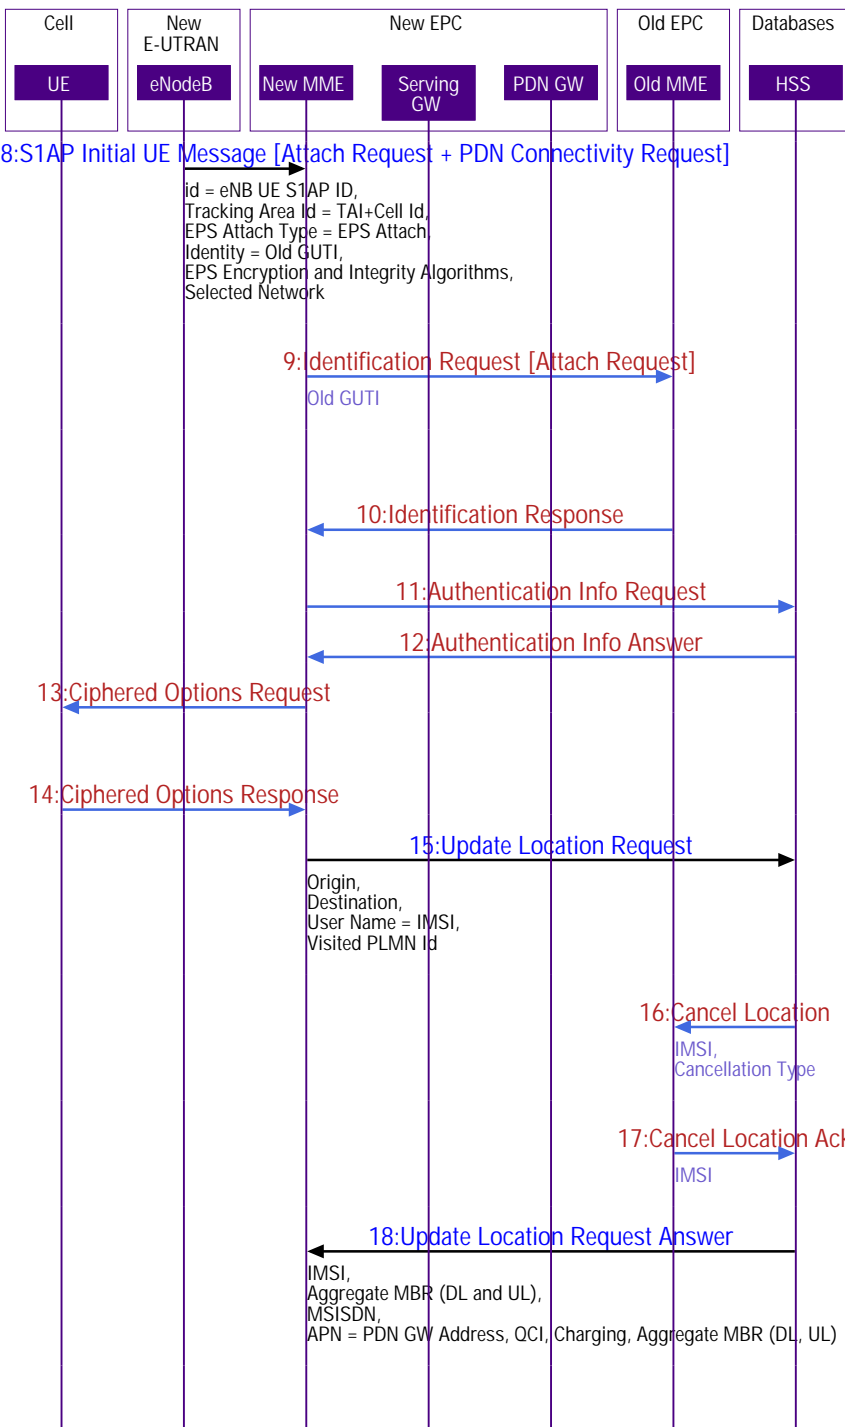 Cell
New
E-UTRAN
New EPC
Old EPC
Databases
UE
eNodeB
New MME
Serving
GW
PDN GW
Old MME
HSS
8:S1AP Initial UE Message [Attach Request + PDN Connectivity Request]
id = eNB UE S1AP ID,
Tracking Area Id = TAI+Cell Id,
EPS Attach Type = EPS Attach,
Identity = Old GUTI,
EPS Encryption and Integrity Algorithms,
Selected Network
9:Identification Request [Attach Request]
Old GUTI
10:Identification Response
11:Authentication Info Request
12:Authentication Info Answer
13:Ciphered Options Request
14:Ciphered Options Response
15:Update Location Request
Origin,
Destination,
User Name = IMSI,
Visited PLMN Id
16:Cancel Location
IMSI,
Cancellation Type
17:Cancel Location Ack
IMSI
18:Update Location Request Answer
IMSI,
Aggregate MBR (DL and UL),
MSISDN,
APN = PDN GW Address, QCI, Charging, Aggregate MBR (DL, UL)